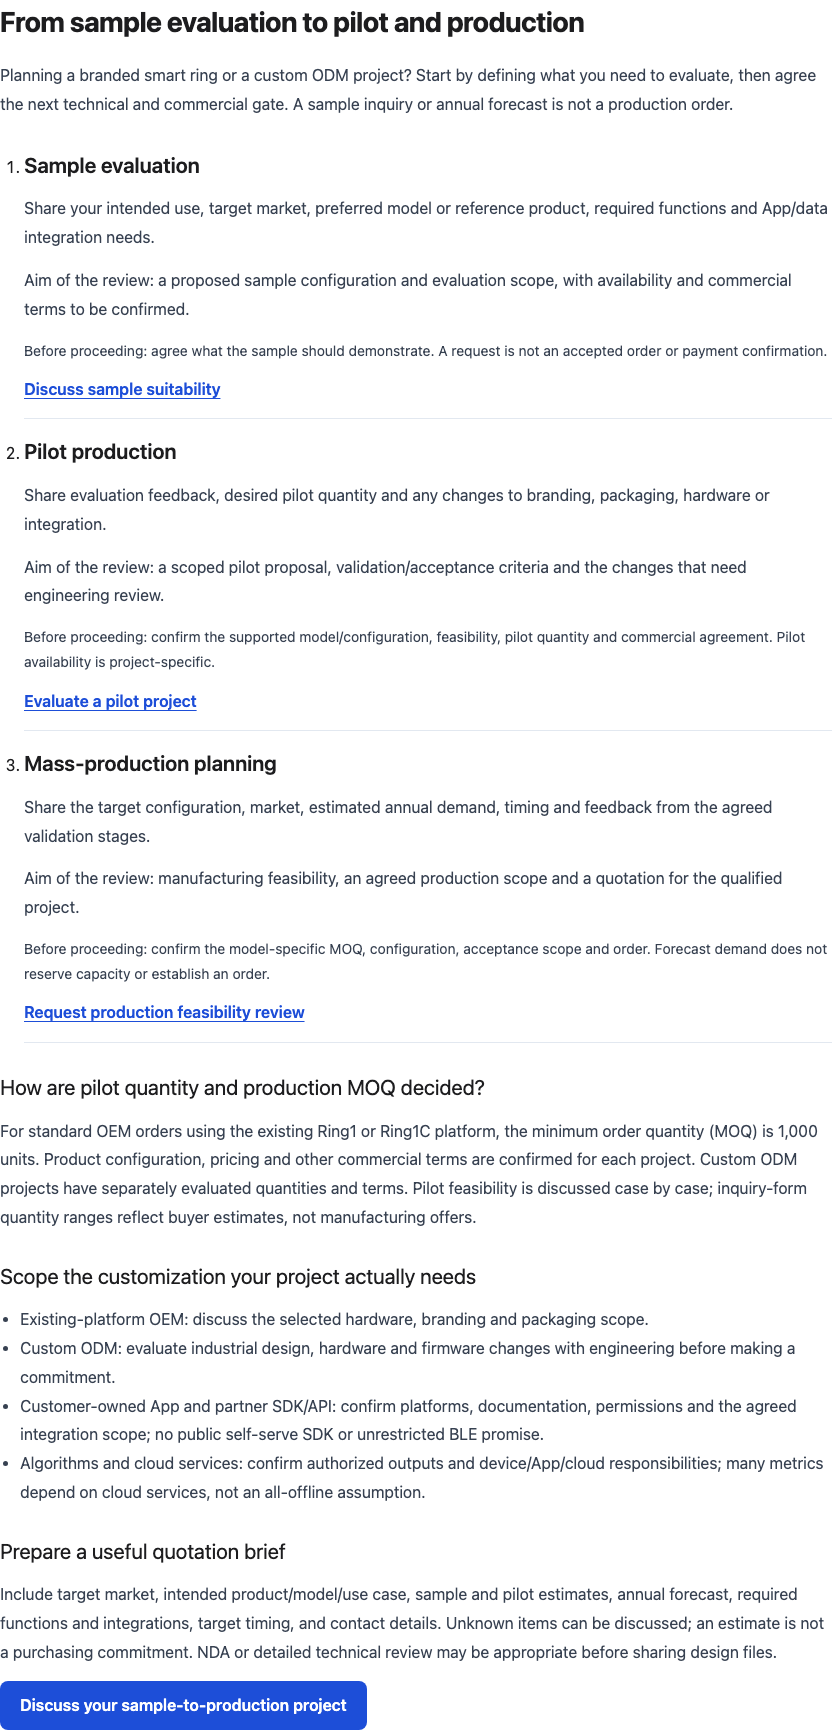 From sample evaluation to pilot and production
Planning a branded smart ring or a custom ODM project? Start by defining what you need to evaluate, then agree
the next technical and commercial gate. A sample inquiry or annual forecast is not a production order.
1. Sample evaluation
Share your intended use, target market, preferred model or reference product, required functions and App/data
integration needs.
Aim of the review: a proposed sample configuration and evaluation scope, with availability and commercial
terms to be confirmed.
Before proceeding: agree what the sample should demonstrate. A request is not an accepted order or payment confirmation.
Discuss sample suitability
2. Pilot production
Share evaluation feedback, desired pilot quantity and any changes to branding, packaging, hardware or
integration.
Aim of the review: a scoped pilot proposal, validation/acceptance criteria and the changes that need
engineering review.
Before proceeding: confirm the supported model/configuration, feasibility, pilot quantity and commercial agreement. Pilot
availability is project-specific.
Evaluate a pilot project
3. Mass-production planning
Share the target configuration, market, estimated annual demand, timing and feedback from the agreed
validation stages.
Aim of the review: manufacturing feasibility, an agreed production scope and a quotation for the qualified
project.
Before proceeding: confirm the model-specific MOQ, configuration, acceptance scope and order. Forecast demand does not
reserve capacity or establish an order.
Request production feasibility review
How are pilot quantity and production MOQ decided?
For standard OEM orders using the existing Ring1 or Ring1C platform, the minimum order quantity (MOQ) is 1,000
units. Product configuration, pricing and other commercial terms are confirmed for each project. Custom ODM
projects have separately evaluated quantities and terms. Pilot feasibility is discussed case by case; inquiry-form
quantity ranges reflect buyer estimates, not manufacturing offers.
Scope the customization your project actually needs
• Existing-platform OEM: discuss the selected hardware, branding and packaging scope.
• Custom ODM: evaluate industrial design, hardware and firmware changes with engineering before making a
commitment.
• Customer-owned App and partner SDK/API: confirm platforms, documentation, permissions and the agreed
integration scope; no public self-serve SDK or unrestricted BLE promise.
• Algorithms and cloud services: confirm authorized outputs and device/App/cloud responsibilities; many metrics
depend on cloud services, not an all-offline assumption.
Prepare a useful quotation brief
Include target market, intended product/model/use case, sample and pilot estimates, annual forecast, required
functions and integrations, target timing, and contact details. Unknown items can be discussed; an estimate is not
a purchasing commitment. NDA or detailed technical review may be appropriate before sharing design files.
Discuss your sample-to-production project